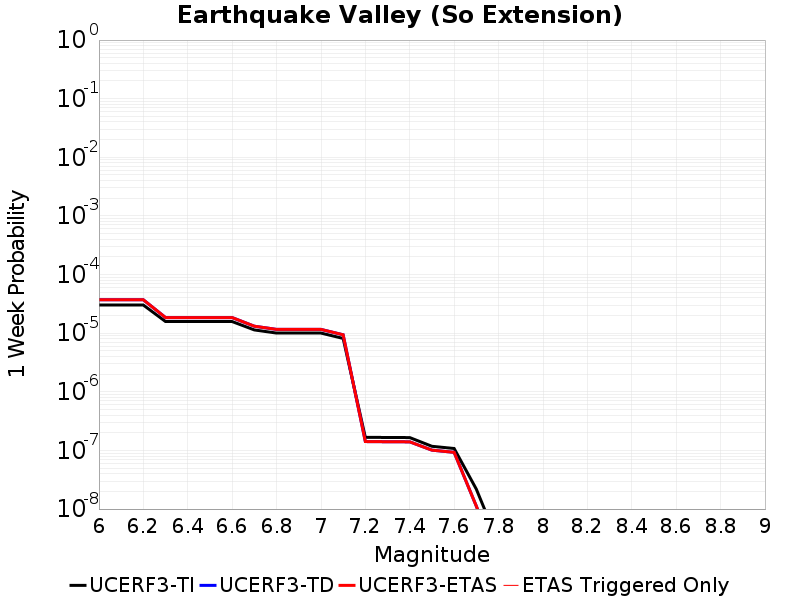 Earthquake Valley (So Extension)
1 Week Probability
10^0
10^-1
10^-2
10^-3
10^-4
10^-5
10^-6
10^-7
10^-8
6 6.2 6.4 6.6 6.8 7 7.2 7.4 7.6 7.8 8 8.2 8.4 8.6 8.8 9
Magnitude
UCERF3-TI UCERF3-TD UCERF3-ETAS ETAS Triggered Only